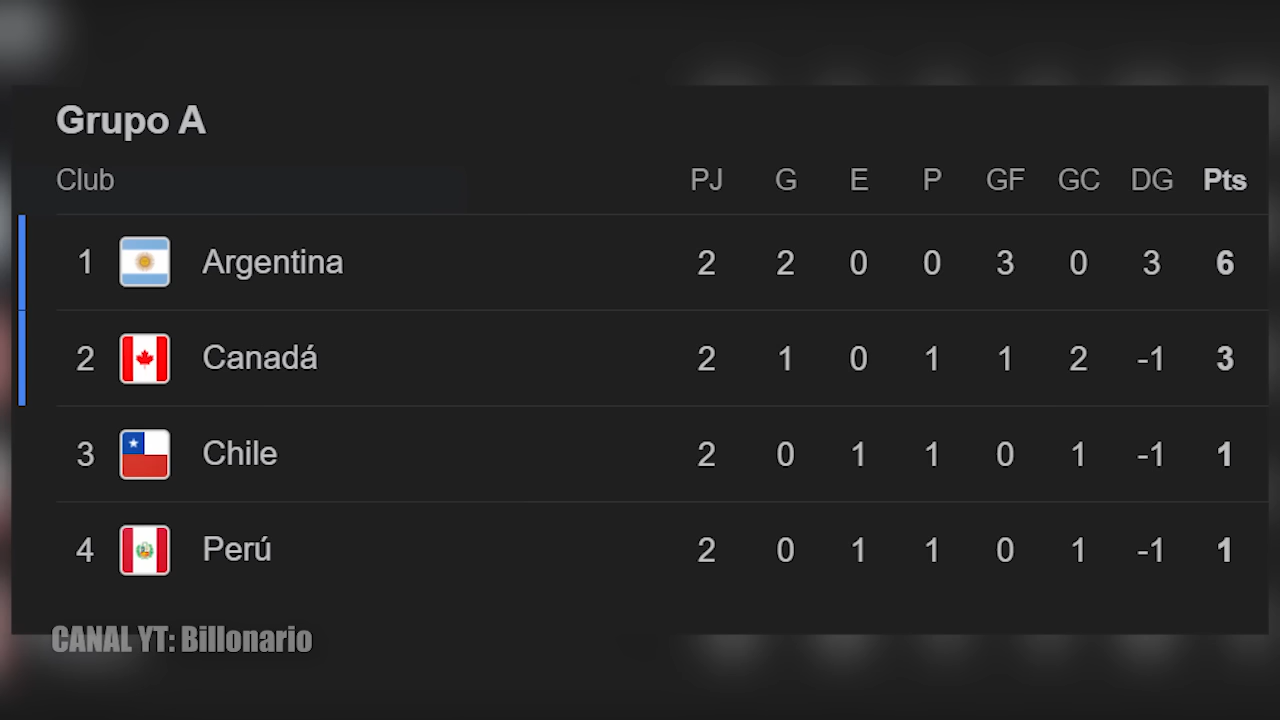 Grupo A
Club PJ G E P GF GC DG Pts
1 Argentina 2 2 0 0 3 0 3 6
2 Canadá 2 1 0 1 1 2 -1 3
3 Chile 2 0 1 1 0 1 -1 1
4 Perú 2 0 1 1 0 1 -1 1
CANAL YT: Billonario